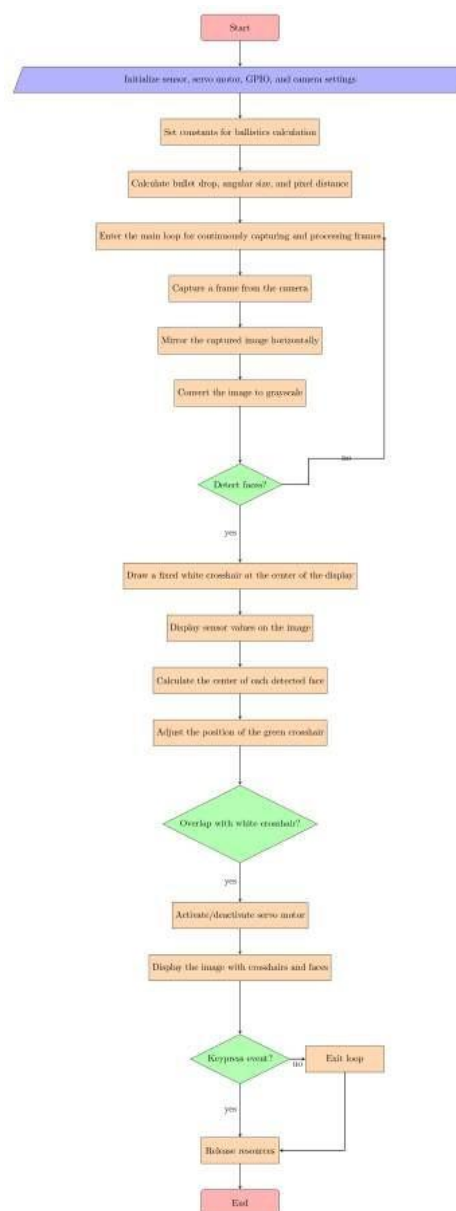 Start
Initialize sensor, servo motor, GPIO, and camera settings
Set constants for ballistics calculation
Calculate bullet drop, angular size, and pixel distance
Enter the main loop for continuously capturing and processing frames
Capture a frame from the camera
Mirror the captured image horizontally
Convert the image to grayscale
no
Detect faces?
yes
Draw a fixed white crosshair at the center of the display
Display sensor values on the image
Calculate the center of each detected face
Adjust the position of the green crosshair
Overlap with white crosshair?
yes
Activate/deactivate servo motor
Display the image with crosshairs and faces
Keypress event?
no
Exit loop
yes
Release resources
End